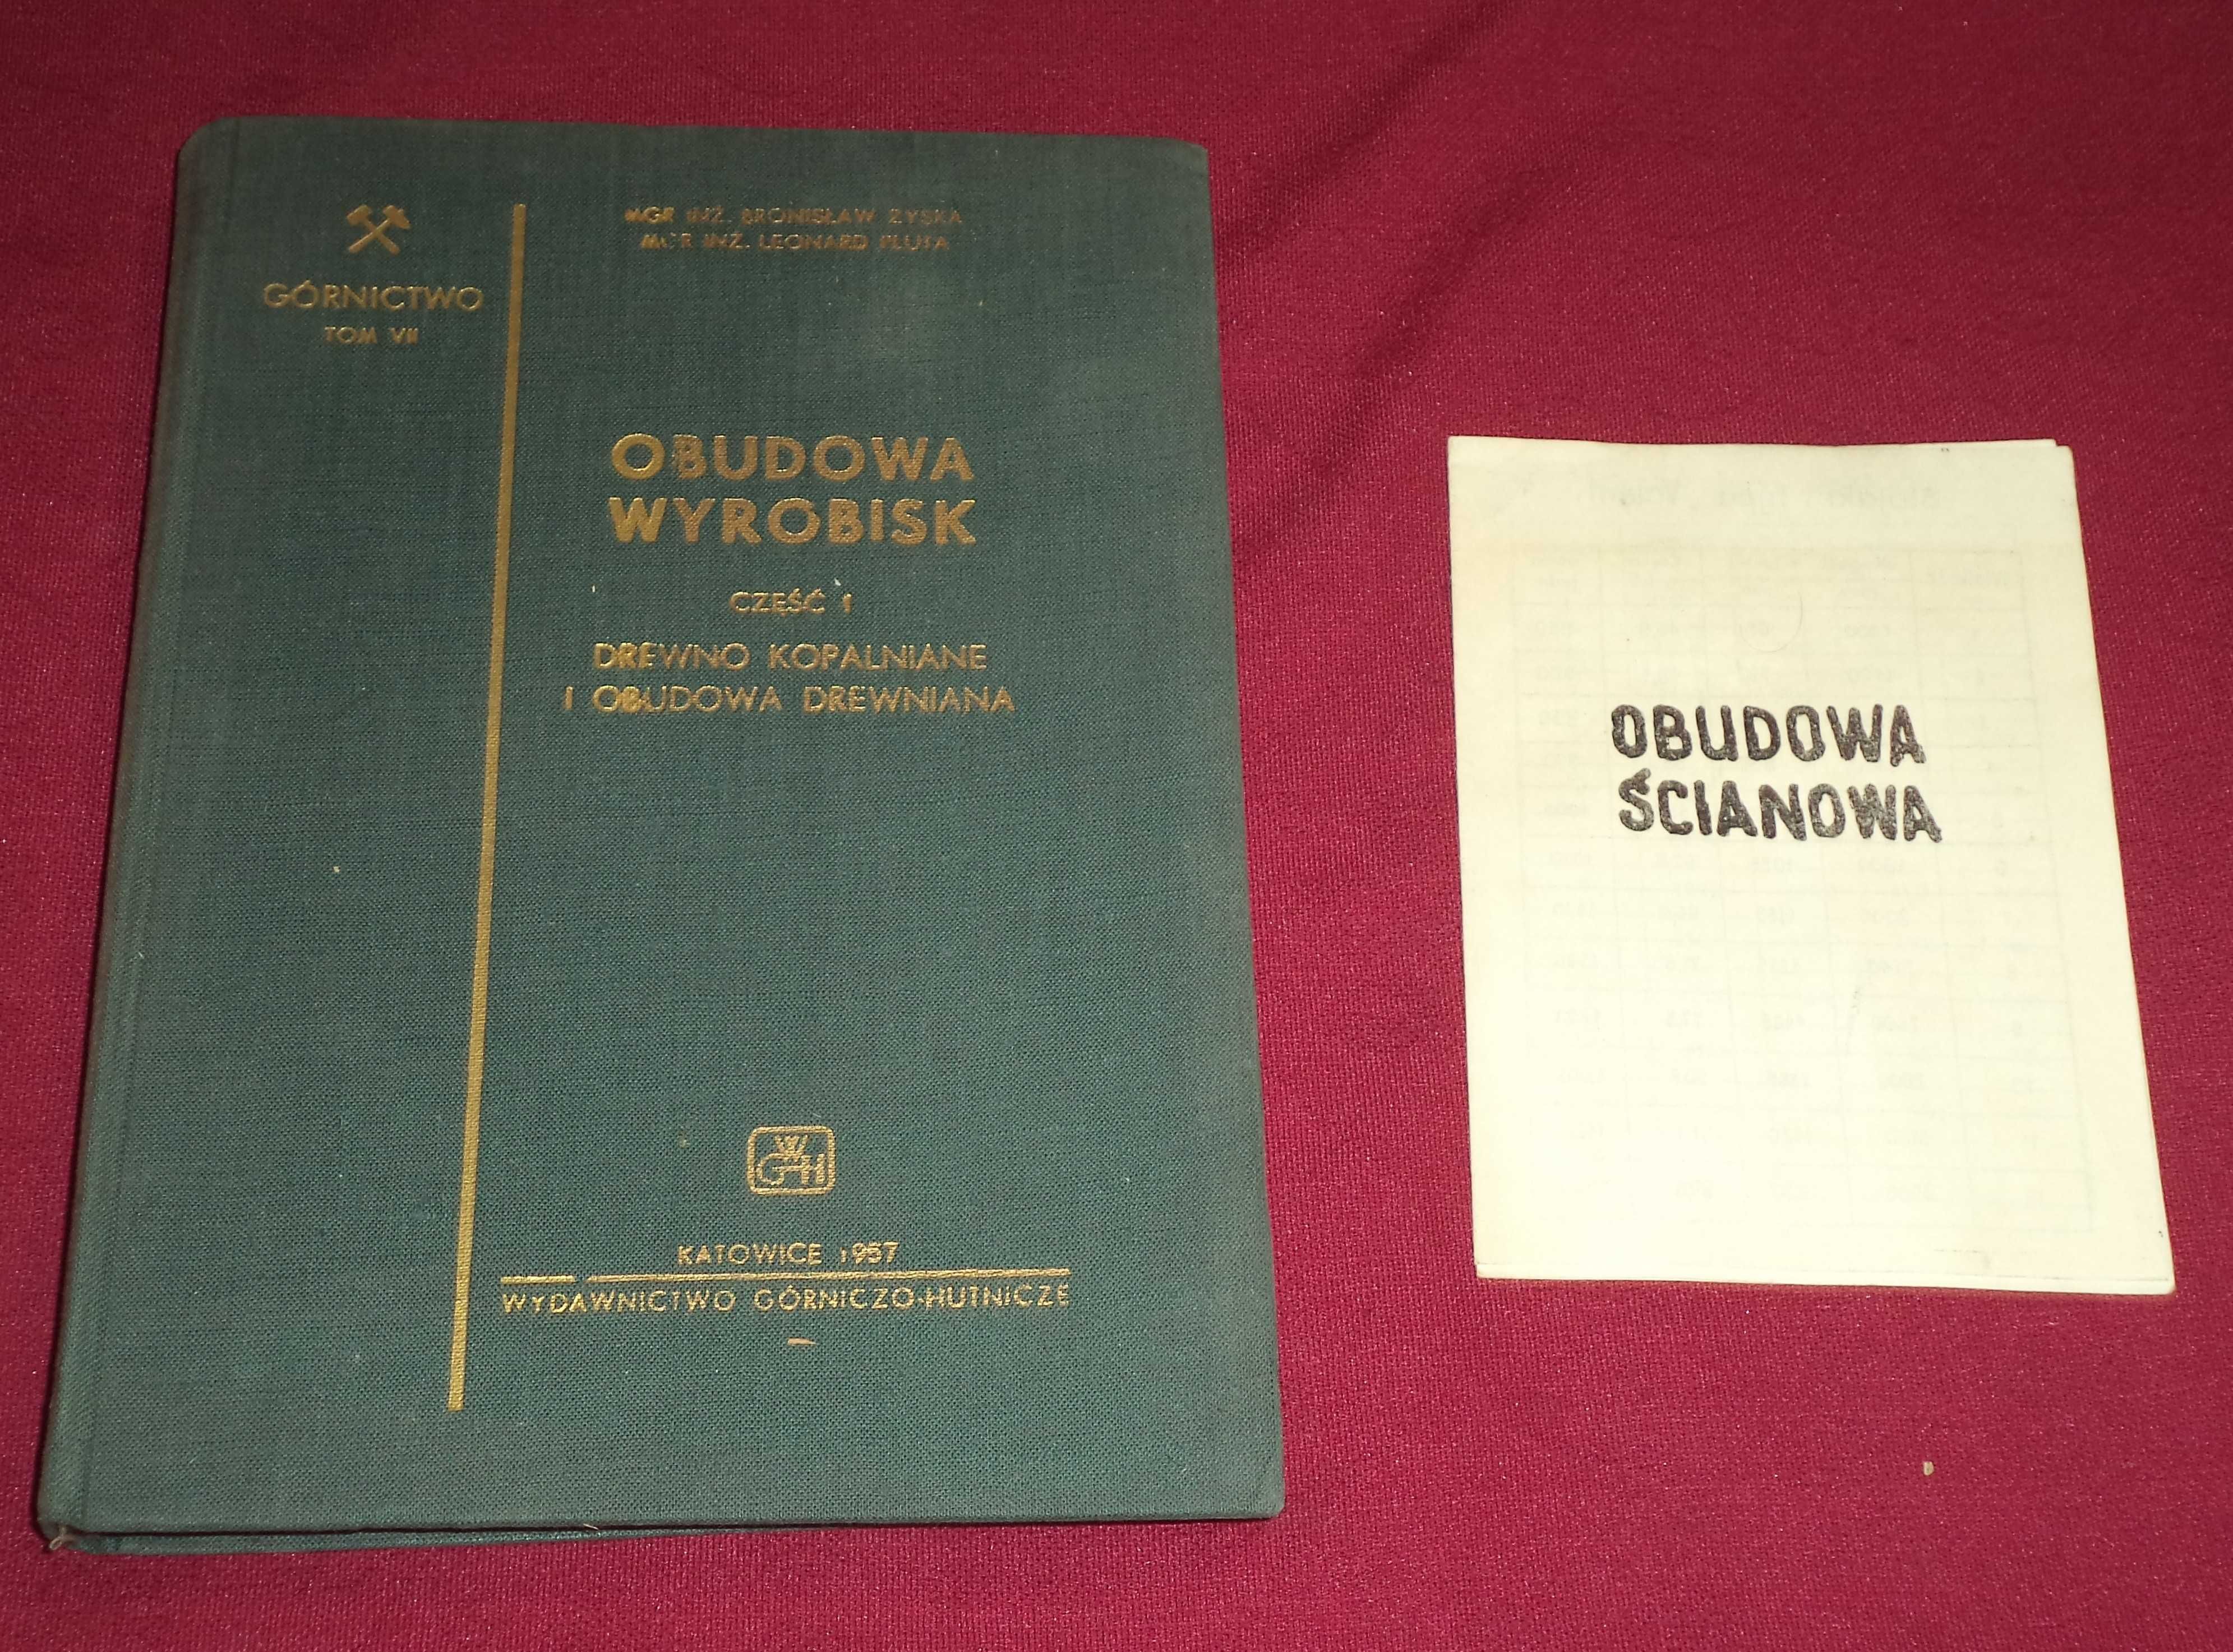 GÓRNICTWO
TOM VII
MGR INŻ. BRONISŁAW ZYSKA
MGR INŻ. LEONARD PLUTA
OBUDOWA
WYROBISK
CZĘŚĆ I
DREWNO KOPALNIANE
I OBUDOWA DREWNIANA
WGH
KATOWICE 1957
WYDAWNICTWO GÓRNICZO-HUTNICZE
OBUDOWA
ŚCIANOWA